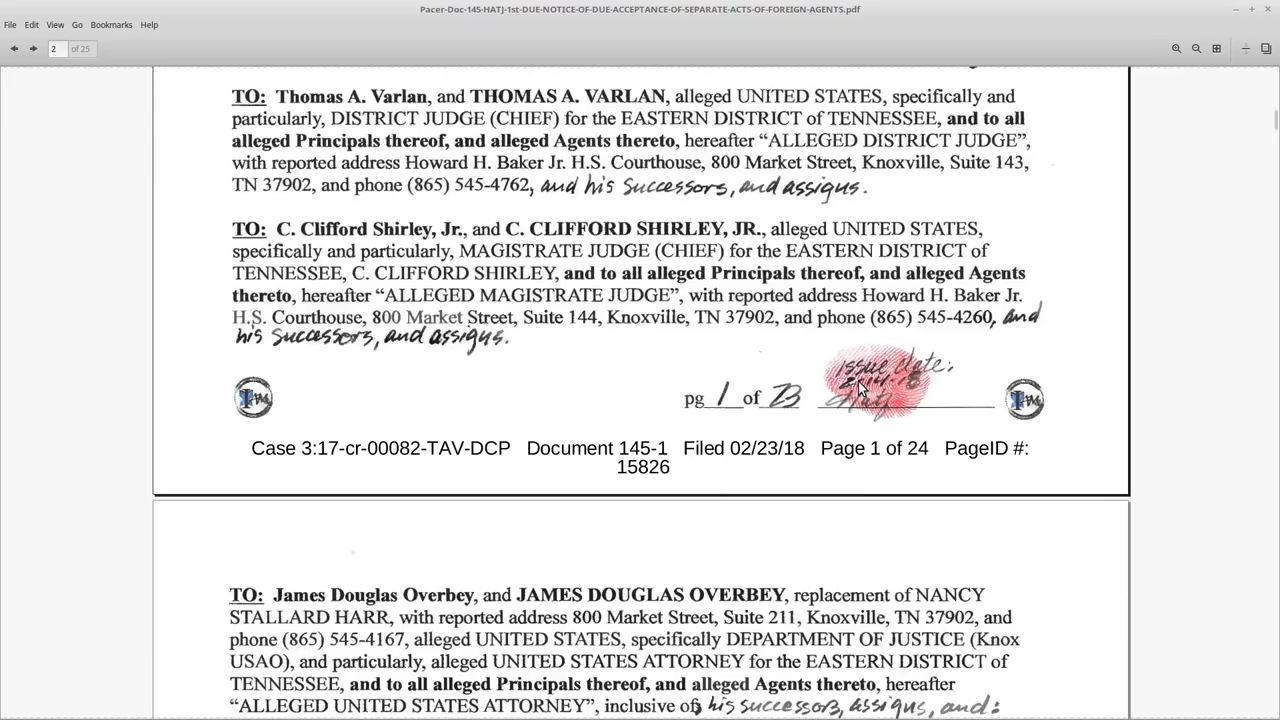 Pacer-Doc-145-HATJ-1st-DUE-NOTICE-OF-DUE-ACCEPTANCE-OF-SEPARATE-ACTS-OF-FOREIGN-AGENTS.pdf
File Edit View Go Bookmarks Help
2 of 25
TO: Thomas A. Varlan, and THOMAS A. VARLAN, alleged UNITED STATES, specifically and
particularly, DISTRICT JUDGE (CHIEF) for the EASTERN DISTRICT of TENNESSEE, and to all
alleged Principals thereof, and alleged Agents thereto, hereafter “ALLEGED DISTRICT JUDGE”,
with reported address Howard H. Baker Jr. H.S. Courthouse, 800 Market Street, Knoxville, Suite 143,
TN 37902, and phone (865) 545-4762, and his successors, and assigns.
TO: C. Clifford Shirley, Jr., and C. CLIFFORD SHIRLEY, JR., alleged UNITED STATES,
specifically and particularly, MAGISTRATE JUDGE (CHIEF) for the EASTERN DISTRICT of
TENNESSEE, C. CLIFFORD SHIRLEY, and to all alleged Principals thereof, and alleged Agents
thereto, hereafter “ALLEGED MAGISTRATE JUDGE”, with reported address Howard H. Baker Jr.
H.S. Courthouse, 800 Market Street, Suite 144, Knoxville, TN 37902, and phone (865) 545-4260, and
his successors, and assigns.
issue date:
pg 1 of Hatj
Case 3:17-cr-00082-TAV-DCP Document 145-1 Filed 02/23/18 Page 1 of 24 PageID #:
15826
TO: James Douglas Overbey, and JAMES DOUGLAS OVERBEY, replacement of NANCY
STALLARD HARR, with reported address 800 Market Street, Suite 211, Knoxville, TN 37902, and
phone (865) 545-4167, alleged UNITED STATES, specifically DEPARTMENT OF JUSTICE (Knox
USAO), and particularly, alleged UNITED STATES ATTORNEY for the EASTERN DISTRICT of
TENNESSEE, and to all alleged Principals thereof, and alleged Agents thereto, hereafter
“ALLEGED UNITED STATES ATTORNEY”, inclusive of, his successors, assigns, and: